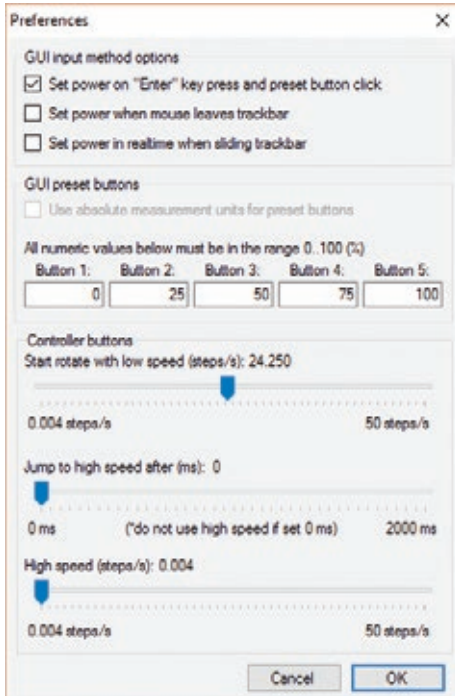 Preferences
GUI input method options
Set power on "Enter" key press and preset button click
Set power when mouse leaves trackbar
Set power in realtime when sliding trackbar
GUI preset buttons
Use absolute measurement units for preset buttons
All numeric values below must be in the range 0..100 (%)
Button 1: Button 2: Button 3: Button 4: Button 5:
0 25 50 75 100
Controller buttons
Start rotate with low speed (steps/s): 24.250
0.004 steps/s 50 steps/s
Jump to high speed after (ms): 0
0 ms (*do not use high speed if set 0 ms) 2000 ms
High speed (steps/s): 0.004
0.004 steps/s 50 steps/s
Cancel OK